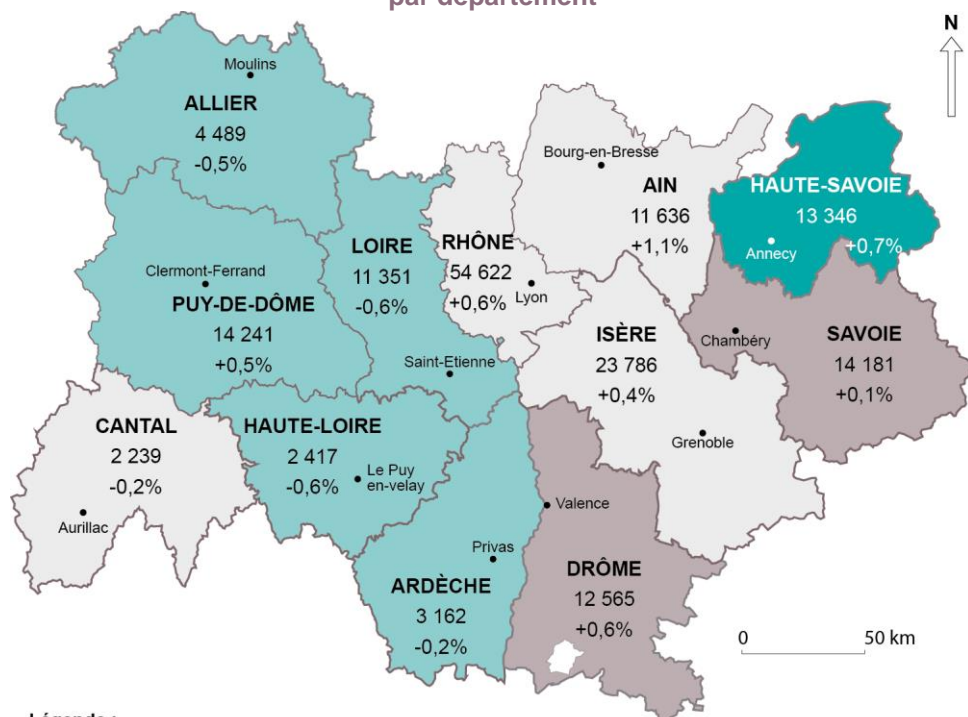 par département
N
Moulins
ALLIER
4 489
-0,5%
Bourg-en-Bresse
AIN
11 636
+1,1%
HAUTE-SAVOIE
13 346
+0,7%
Annecy
LOIRE
11 351
-0,6%
RHÔNE
54 622
+0,6%
Lyon
Clermont-Ferrand
PUY-DE-DÔME
14 241
+0,5%
Saint-Etienne
ISÈRE
23 786
+0,4%
Grenoble
Chambéry
SAVOIE
14 181
+0,1%
CANTAL
2 239
-0,2%
Aurillac
HAUTE-LOIRE
2 417
-0,6%
Le Puy
en-velay
Valence
Privas
ARDÈCHE
3 162
-0,2%
DRÔME
12 565
+0,6%
0 50 km
Légende :